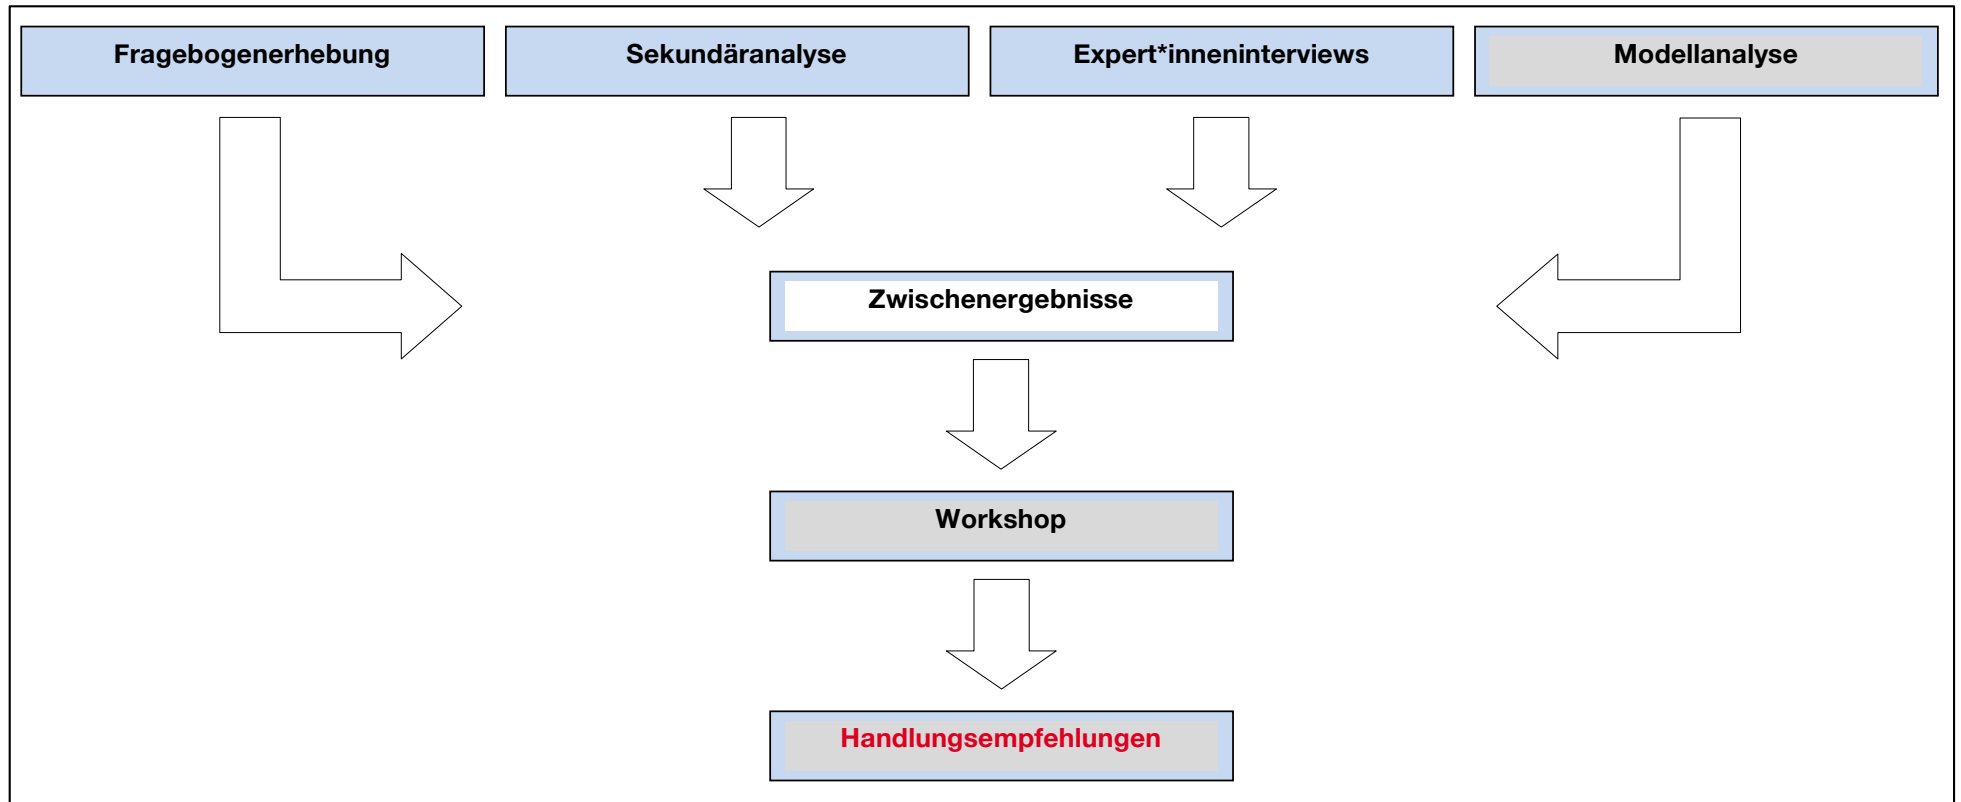 Fragebogenerhebung
Sekundäranalyse
Expert*inneninterviews
Modellanalyse
Zwischenergebnisse
Workshop
Handlungsempfehlungen